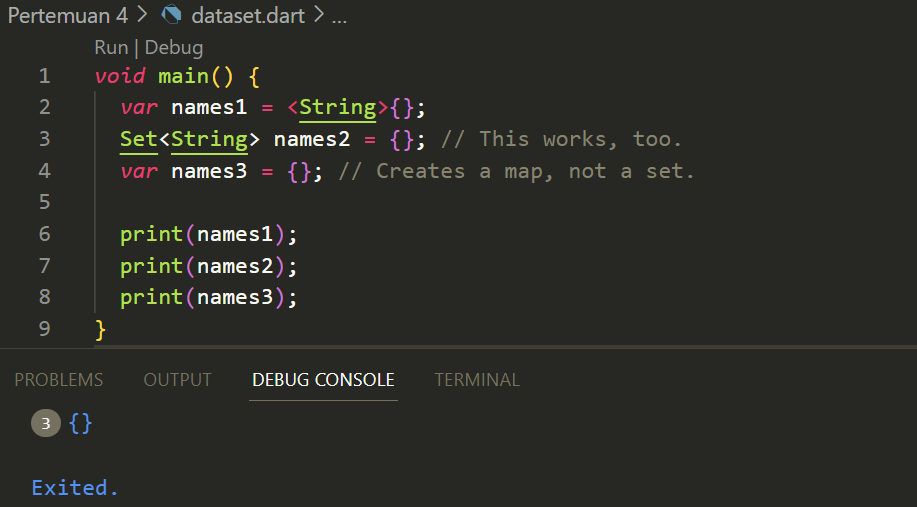 Pertemuan 4 > dataset.dart > ...
Run | Debug
1 void main() {
2   var names1 = <String>{};
3   Set<String> names2 = {}; // This works, too.
4   var names3 = {}; // Creates a map, not a set.
5
6   print(names1);
7   print(names2);
8   print(names3);
9 }
PROBLEMS OUTPUT DEBUG CONSOLE TERMINAL
3 {}
Exited.